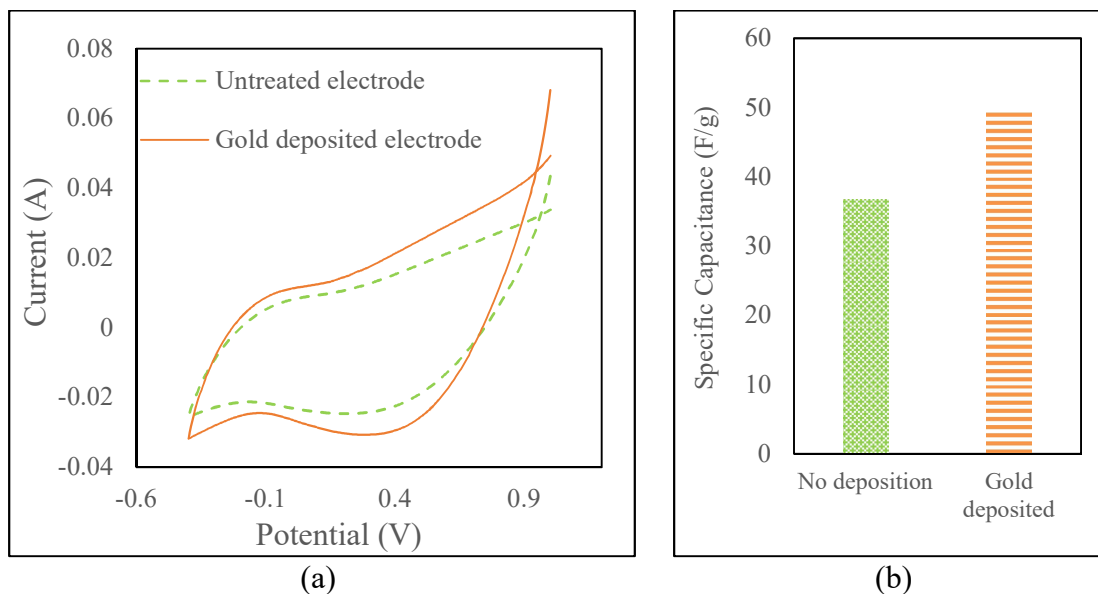 0.08
0.06
0.04
0.02
0
-0.02
-0.04
Current (A)
Untreated electrode
Gold deposited electrode
-0.6
-0.1
0.4
0.9
Potential (V)
(a)
60
50
40
30
20
10
0
Specific Capacitance (F/g)
No deposition
Gold
deposited
(b)